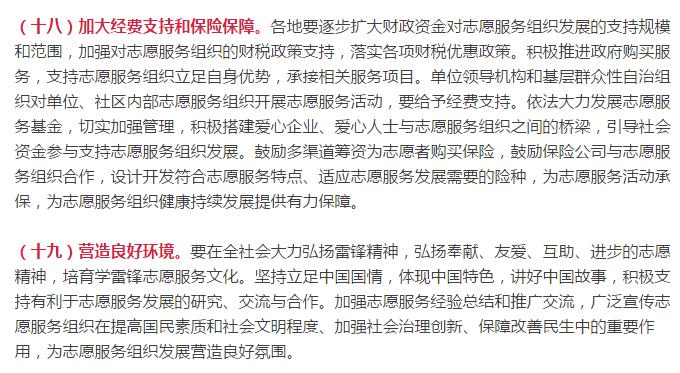 （十八）加大经费支持和保险保障。各地要逐步扩大财政资金对志愿服务组织发展的支持规模
和范围，加强对志愿服务组织的财税政策支持，落实各项财税优惠政策。积极推进政府购买服
务，支持志愿服务组织立足自身优势，承接相关服务项目。单位领导机构和基层群众性自治组
织对单位、社区内部志愿服务组织开展志愿服务活动，要给予经费支持。依法大力发展志愿服
务基金，切实加强管理，积极搭建爱心企业、爱心人士与志愿服务组织之间的桥梁，引导社会
资金参与支持志愿服务组织发展。鼓励多渠道筹资为志愿者购买保险，鼓励保险公司与志愿服
务组织合作，设计开发符合志愿服务特点、适应志愿服务发展需要的险种，为志愿服务活动承
保，为志愿服务组织健康持续发展提供有力保障。
（十九）营造良好环境。要在全社会大力弘扬雷锋精神，弘扬奉献、友爱、互助、进步的志愿
精神，培育学雷锋志愿服务文化。坚持立足中国国情，体现中国特色，讲好中国故事，积极支
持有利于志愿服务发展的研究、交流与合作。加强志愿服务经验总结和推广交流，广泛宣传志
愿服务组织在提高国民素质和社会文明程度、加强社会治理创新、保障改善民生中的重要作
用，为志愿服务组织发展营造良好氛围。